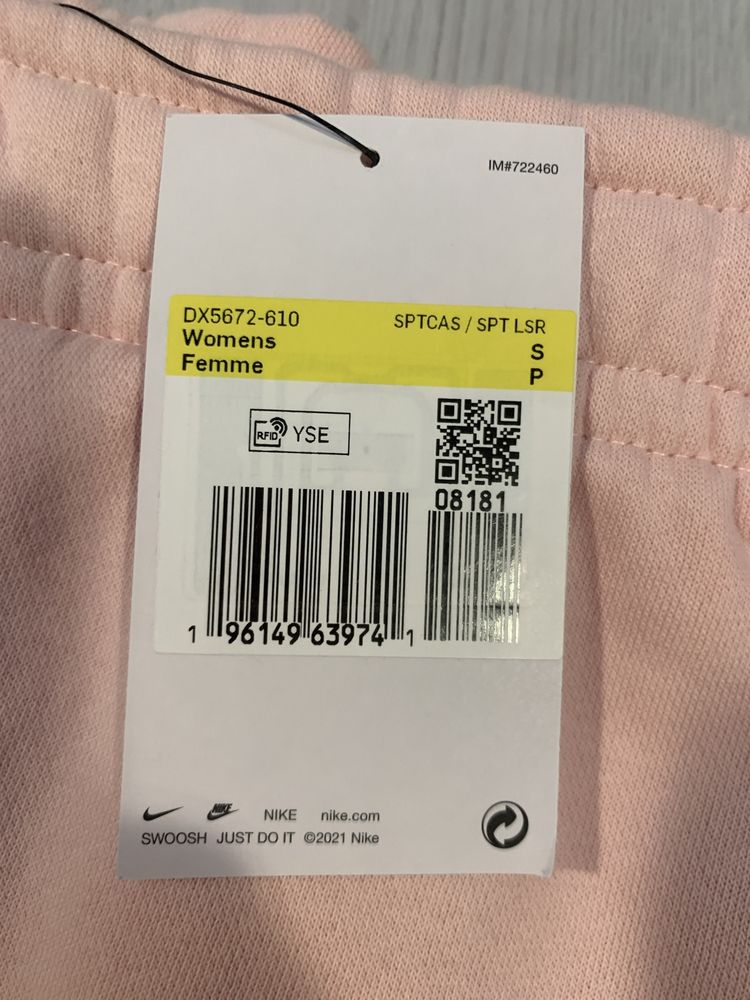 IM#722460
DX5672-610 SPTCAS / SPT LSR
Womens S
Femme P
RFID YSE
08181
1 96149 63974 1
NIKE NIKE nike.com
SWOOSH JUST DO IT ©2021 Nike